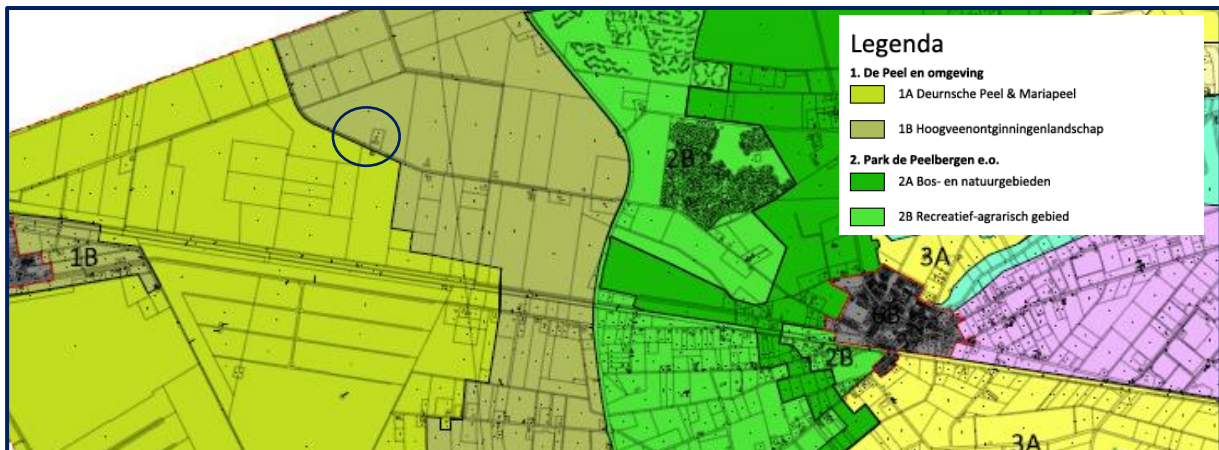 Legenda
1. De Peel en omgeving
1A Deurnsche Peel & Mariapeel
1B Hoogveenontginningenlandschap
2. Park de Peelbergen e.o.
2A Bos- en natuurgebieden
2B Recreatief-agrarisch gebied
2B
3A
1B
6B
2B
3A